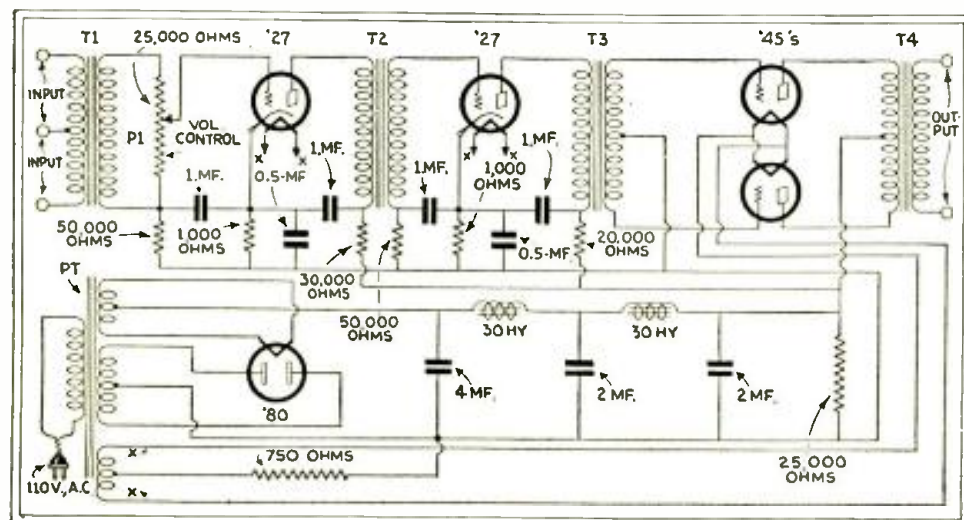 T1
25,000 OHMS
'27
T2
'27
T3
'45's
T4
INPUT
INPUT
P1
VOL
CONTROL
1.MF.
0.5-MF
1.MF.
1.MF.
1,000
OHMS
1.MF.
OUT-
PUT
50,000
OHMS
1,000
OHMS
30,000
OHMS
50,000
OHMS
0.5-MF
20,000
OHMS
PT
30 HY
30 HY
'80
4 MF.
2 MF.
2 MF.
25,000
OHMS
X
X
X
X
X
X
750 OHMS
110V., A.C